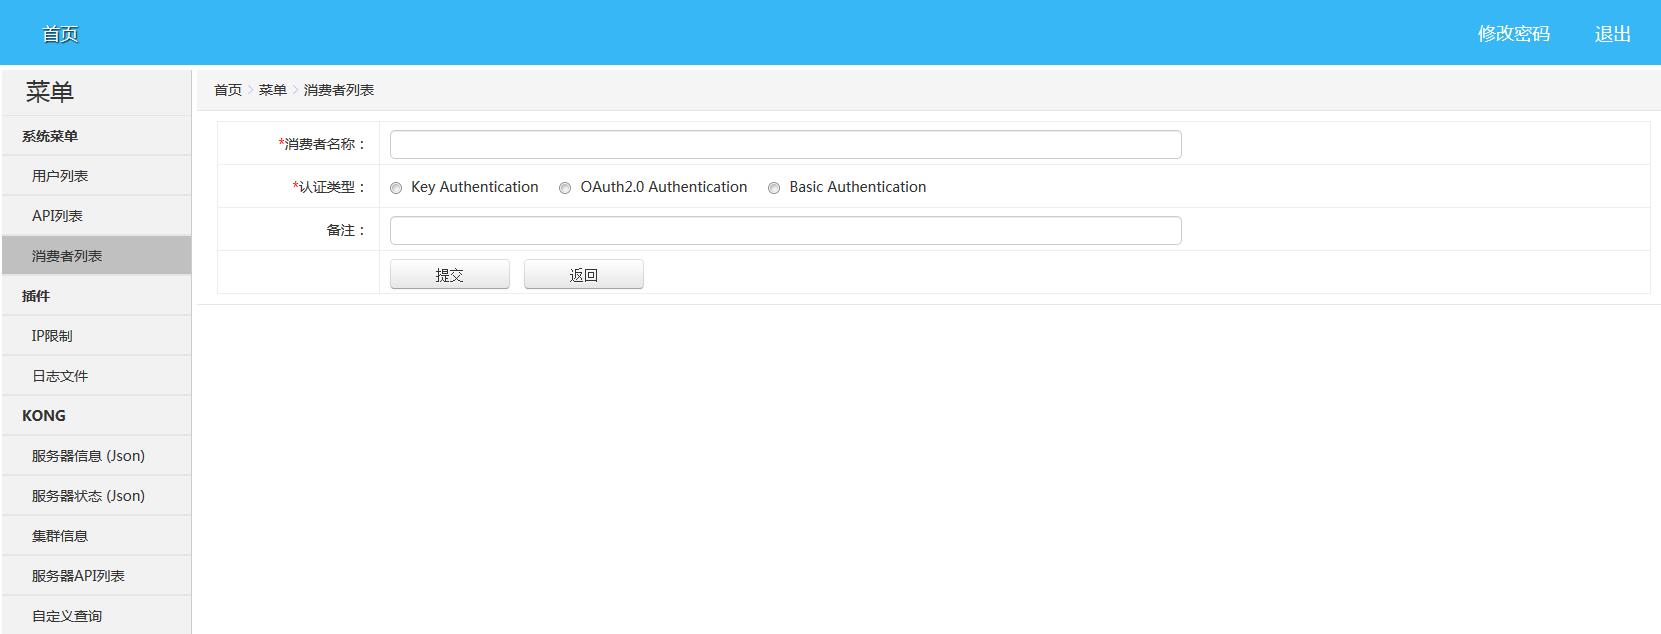 首页
修改密码 退出
菜单
系统菜单
用户列表
API列表
消费者列表
插件
IP限制
日志文件
KONG
服务器信息 (Json)
服务器状态 (Json)
集群信息
服务器API列表
自定义查询
首页 > 菜单 > 消费者列表
*消费者名称：
*认证类型： Key Authentication OAuth2.0 Authentication Basic Authentication
备注：
提交 返回